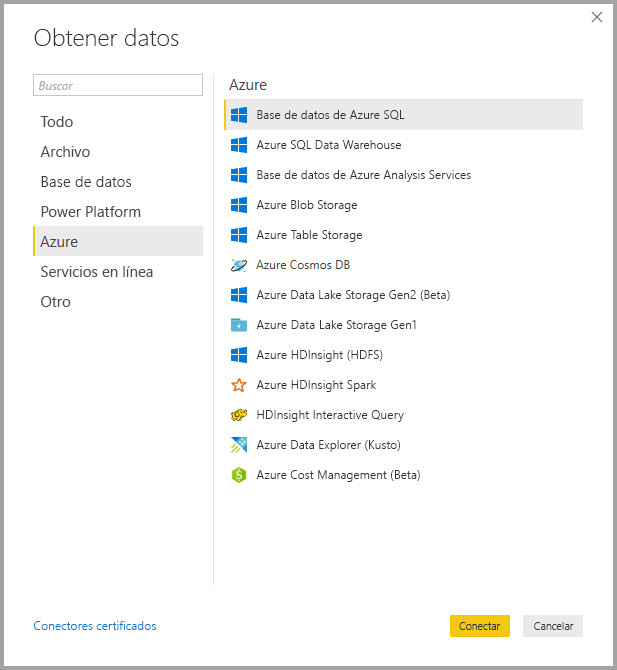 Obtener datos
Buscar
Todo
Archivo
Base de datos
Power Platform
Azure
Servicios en línea
Otro
Azure
Base de datos de Azure SQL
Azure SQL Data Warehouse
Base de datos de Azure Analysis Services
Azure Blob Storage
Azure Table Storage
Azure Cosmos DB
Azure Data Lake Storage Gen2 (Beta)
Azure Data Lake Storage Gen1
Azure HDInsight (HDFS)
Azure HDInsight Spark
HDInsight Interactive Query
Azure Data Explorer (Kusto)
Azure Cost Management (Beta)
Conectores certificados
Conectar
Cancelar